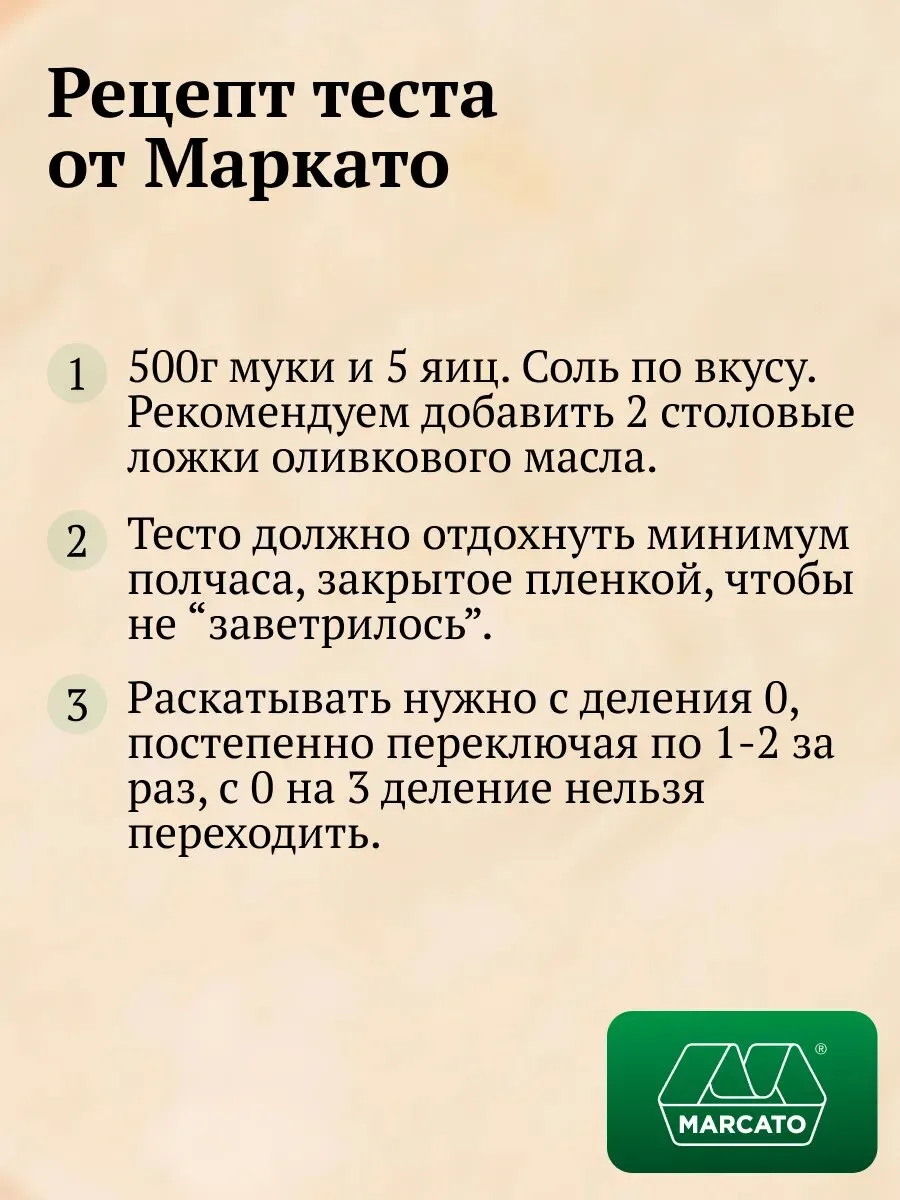 Рецепт теста
от Маркато
1 500г муки и 5 яиц. Соль по вкусу.
Рекомендуем добавить 2 столовые
ложки оливкового масла.
2 Тесто должно отдохнуть минимум
полчаса, закрытое пленкой, чтобы
не “заветрилось”.
3 Раскатывать нужно с деления 0,
постепенно переключая по 1-2 за
раз, с 0 на 3 деление нельзя
переходить.
®
MARCATO